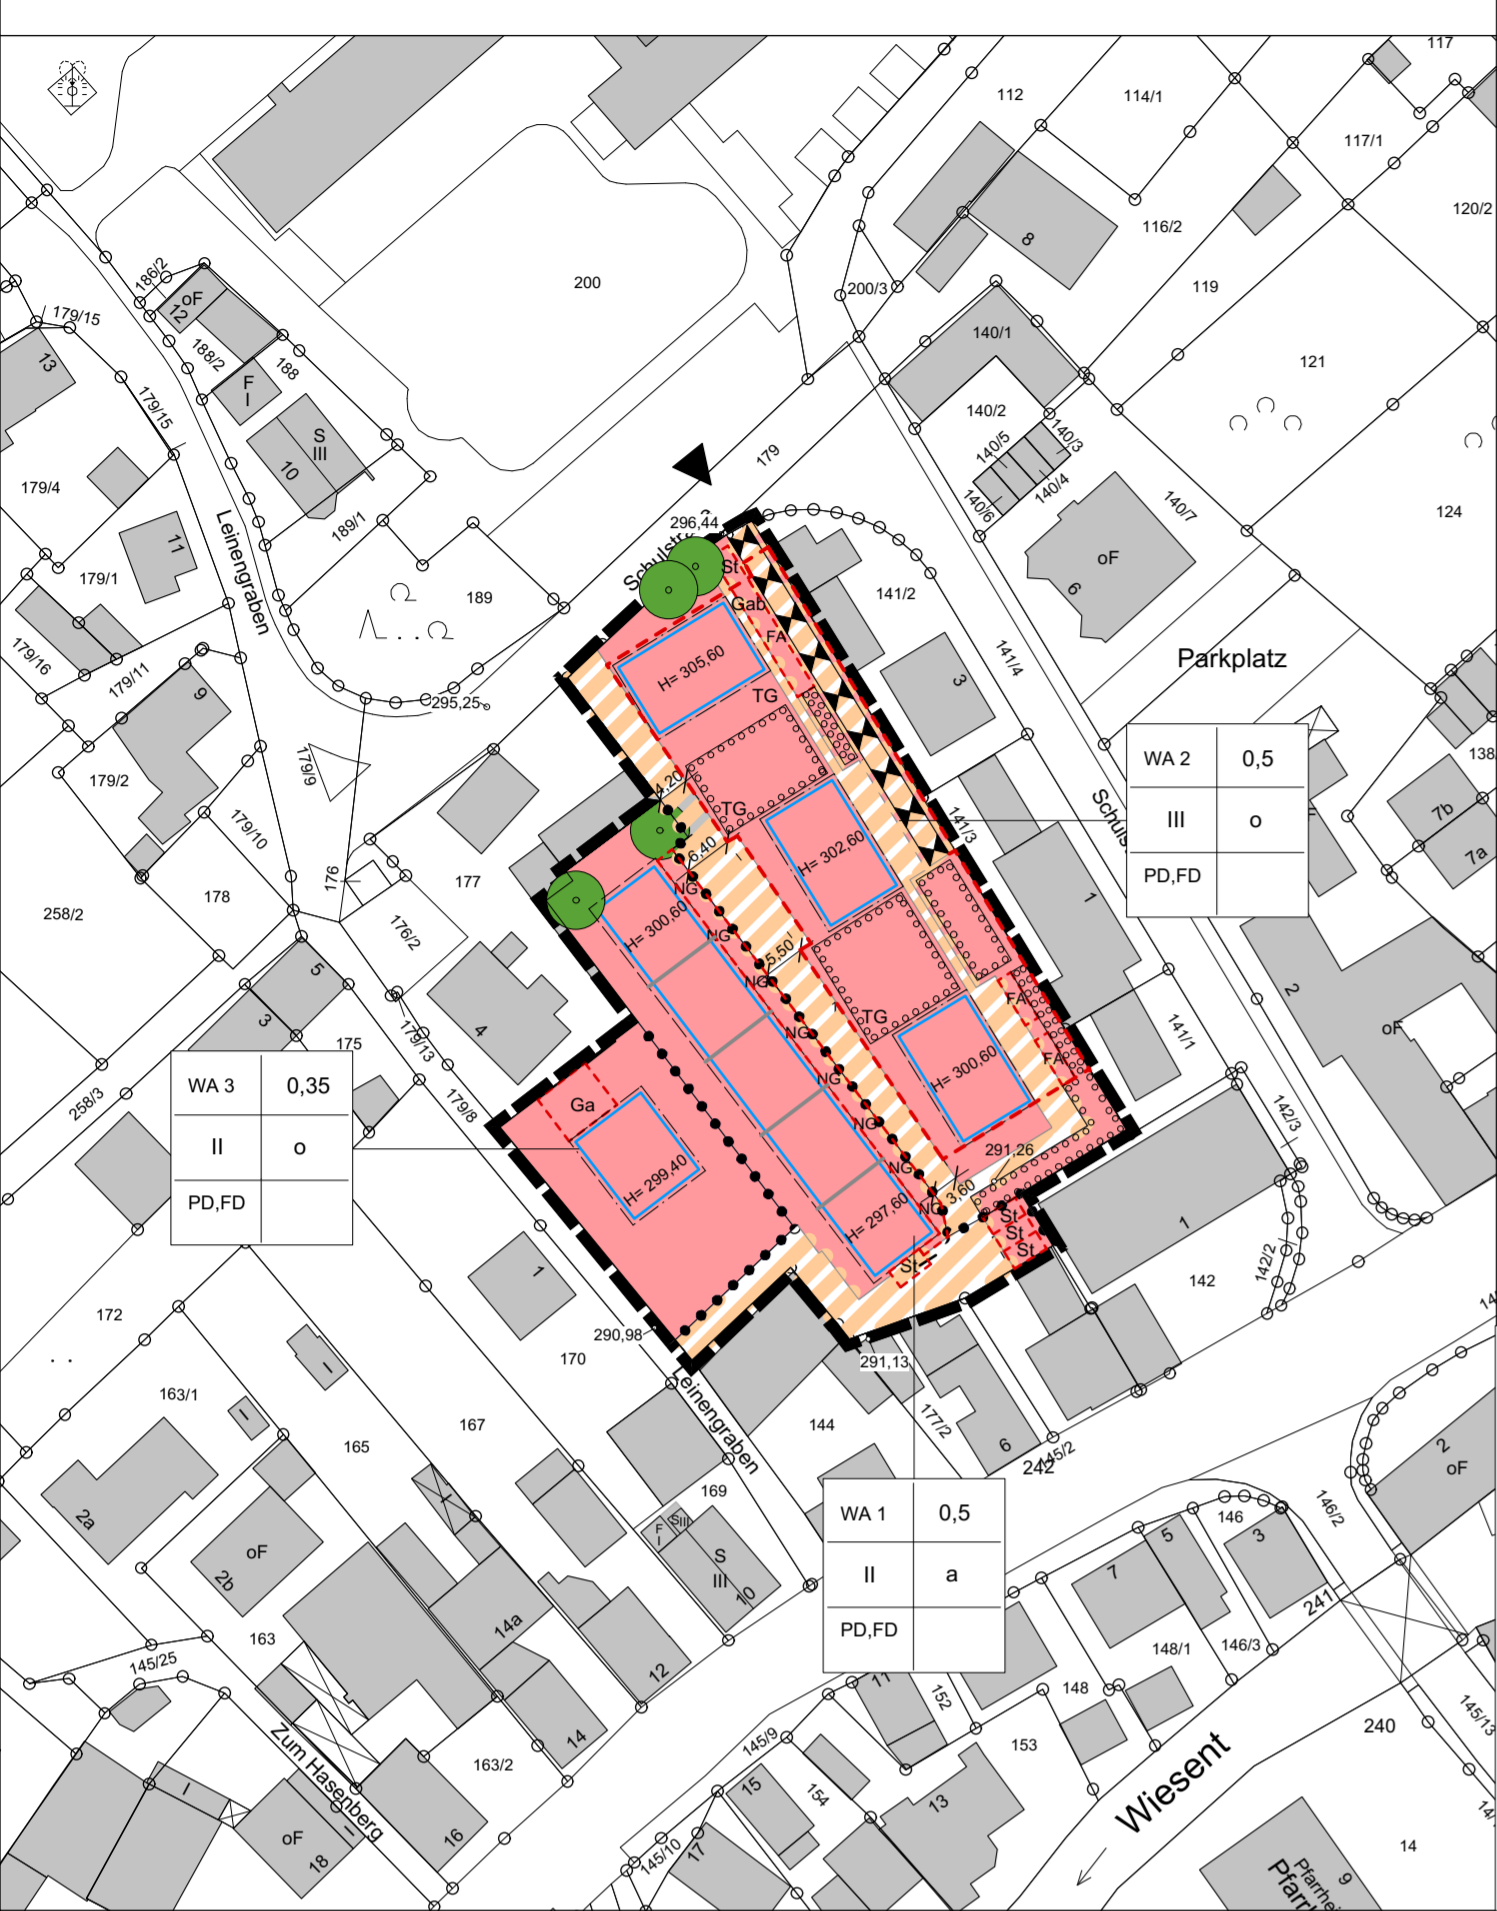 117
112
114/1
117/1
120/2
116/2
8
200
200/3
119
186/2
oF
12
188/2
188
179/15
13
F
I
S
III
10
179/15
140/1
121
140/2
140/5
140/3
140/4
140/6
140/7
179
179/4
11
189/1
Leinengraben
124
296,44
oF
6
179/1
189
St
Gab
FA
141/2
141/4
179/16
179/11
9
H= 305,60
TG
3
Parkplatz
295,25
179/9
179/2
179/10
4,20
TG
WA 2
0,5
III
o
PD,FD
138
7b
7a
6,40
H= 302,60
141/3
1
176
177
178
258/2
176/2
NG
H= 300,60
NG
5,50
NG
5
3
4
175
179/13
NG
TG
FA
FA
141/1
2
oF
258/3
179/8
WA 3
0,35
II
o
PD,FD
Ga
H= 299,40
NG
H= 300,60
NG
NG
NG
291,26
3,60
H= 297,60
St
St
St
St
142/3
142/2
142
1
172
1
290,98
170
291,13
Leinengraben
144
177/2
6
145/2
242
163/1
I
I
165
167
169
2a
oF
2b
F
I
SIII
S
III
10
WA 1
0,5
II
a
PD,FD
2
oF
146/2
146
5
3
7
241
14a
12
163
145/25
148/1
146/3
148
11
152
145/13
Zum Hasenberg
14
163/2
145/9
153
240
I
oF
18
16
15
154
13
Wiesent
145/10
17
14
9
Pfarrhei